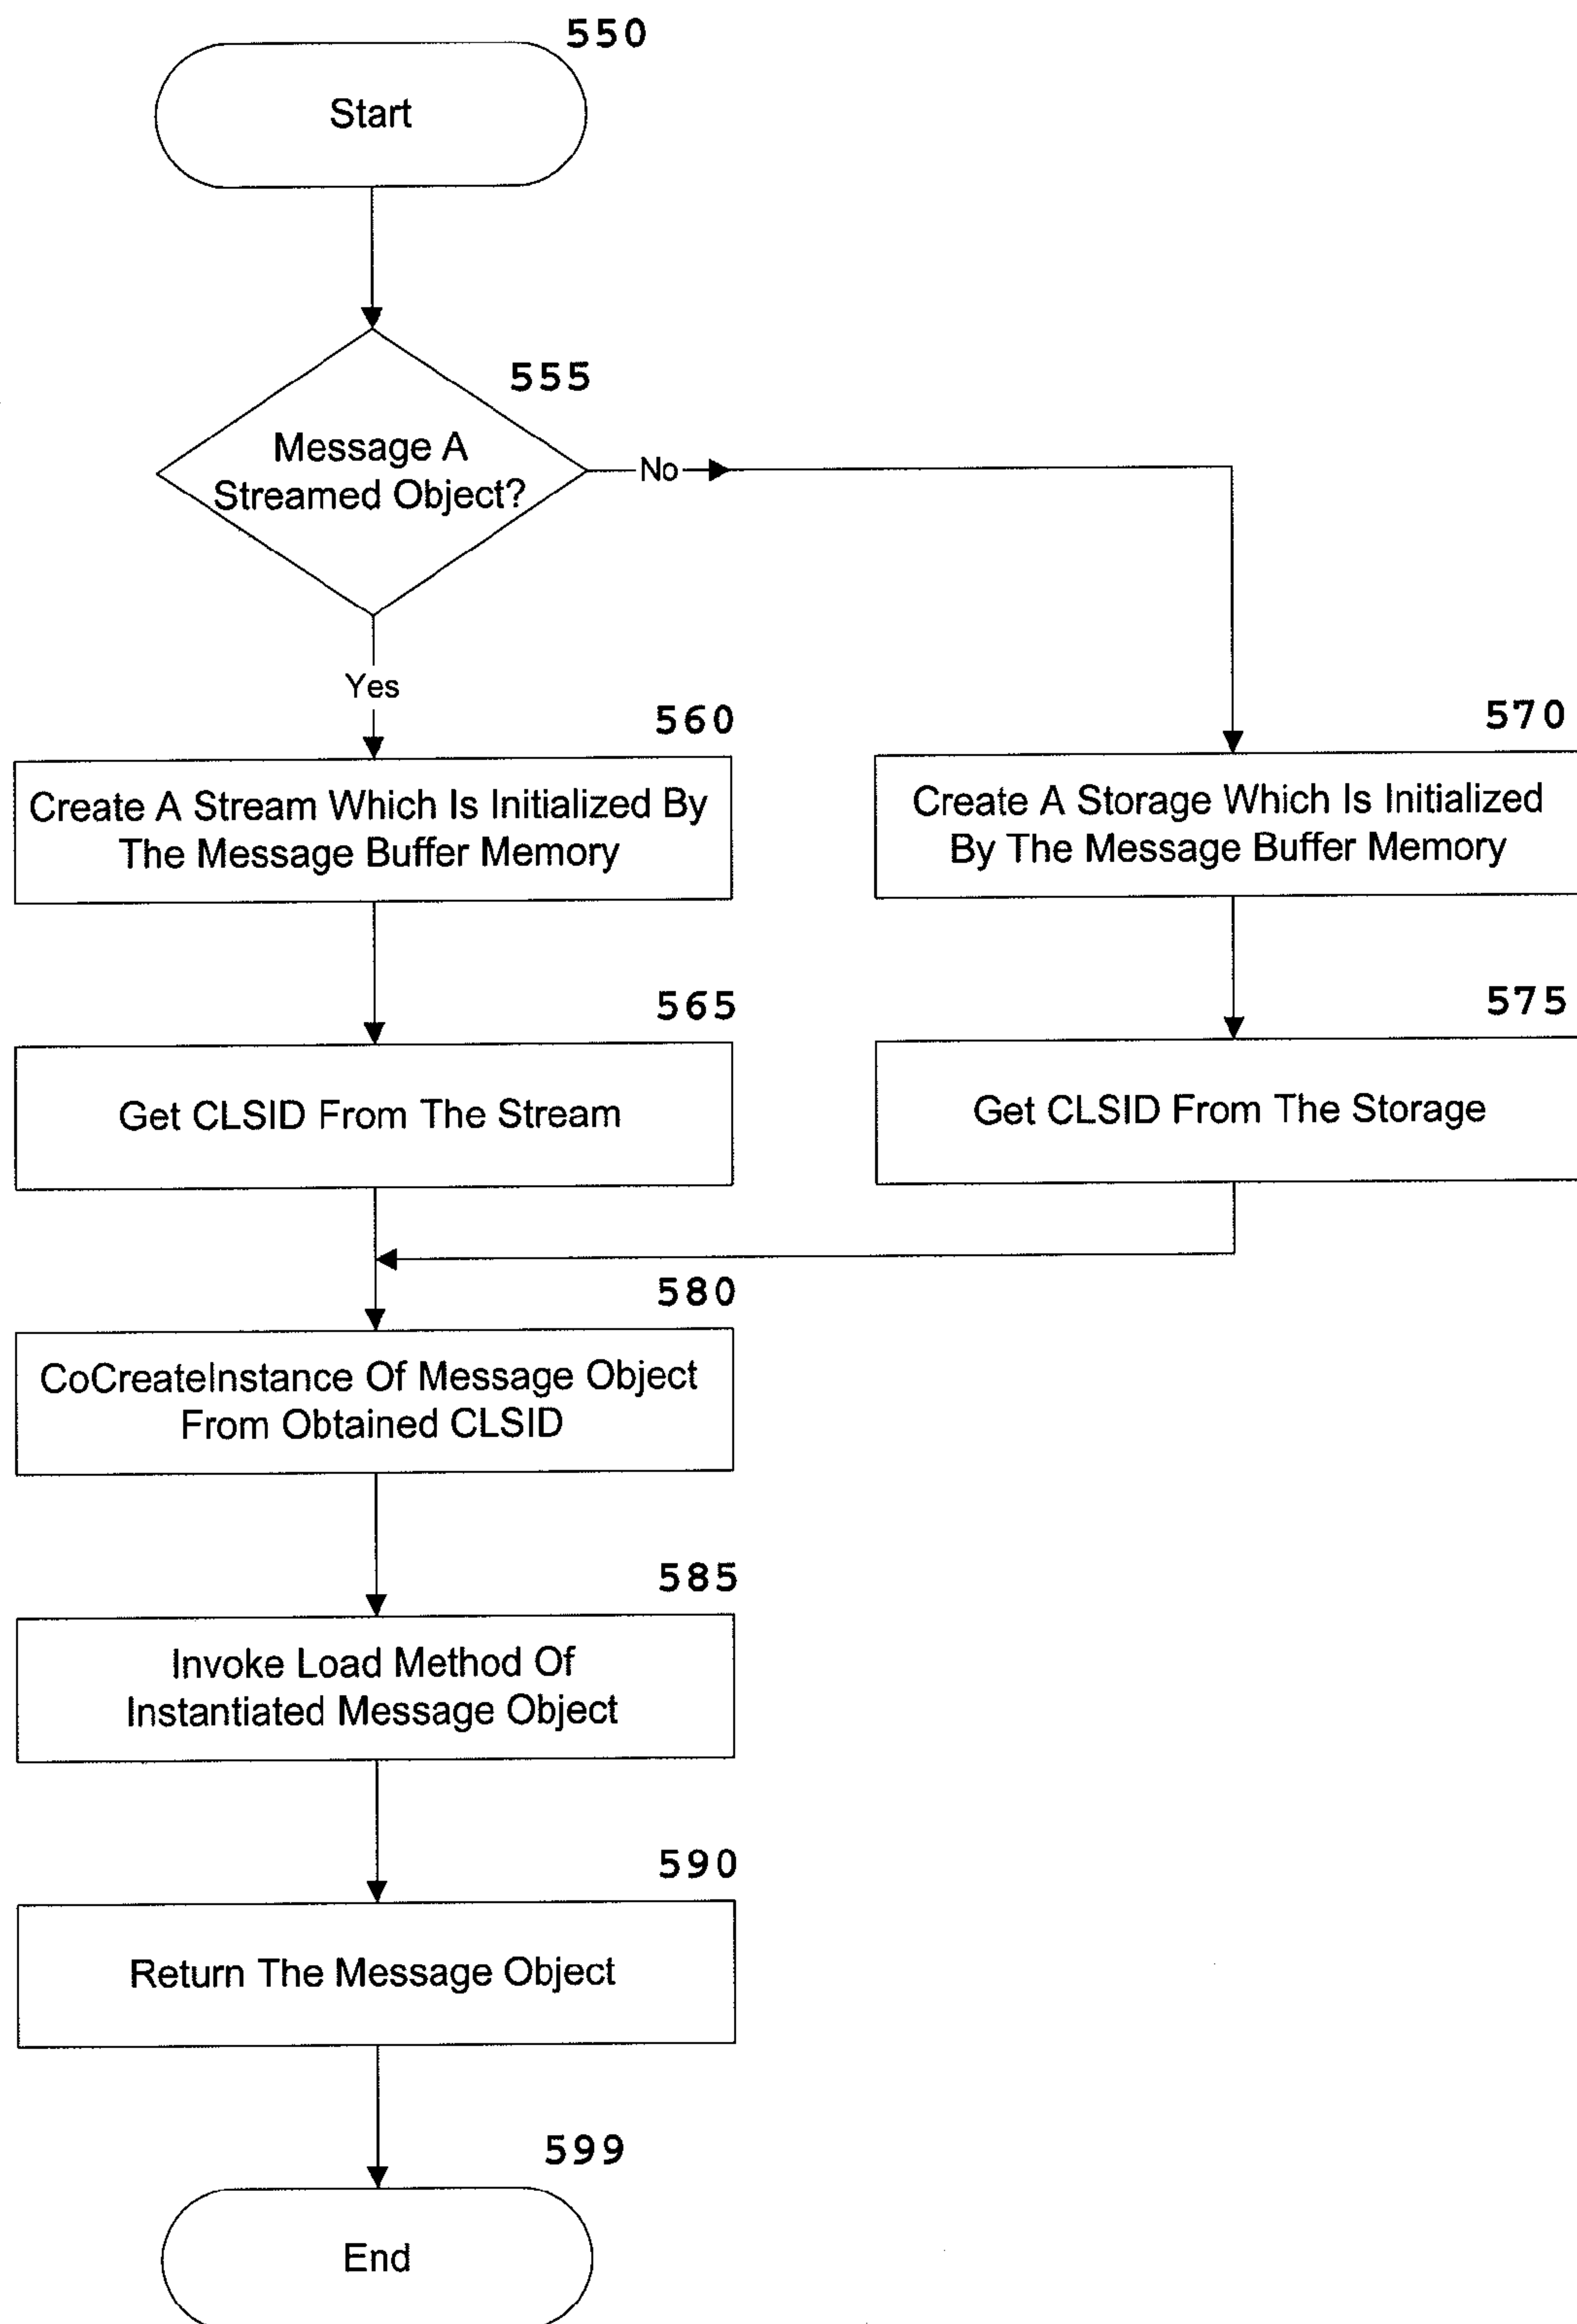 550
Start
555
Message A
Streamed Object?
No
Yes
560
Create A Stream Which Is Initialized By
The Message Buffer Memory
570
Create A Storage Which Is Initialized
By The Message Buffer Memory
565
Get CLSID From The Stream
575
Get CLSID From The Storage
580
CoCreateInstance Of Message Object
From Obtained CLSID
585
Invoke Load Method Of
Instantiated Message Object
590
Return The Message Object
599
End